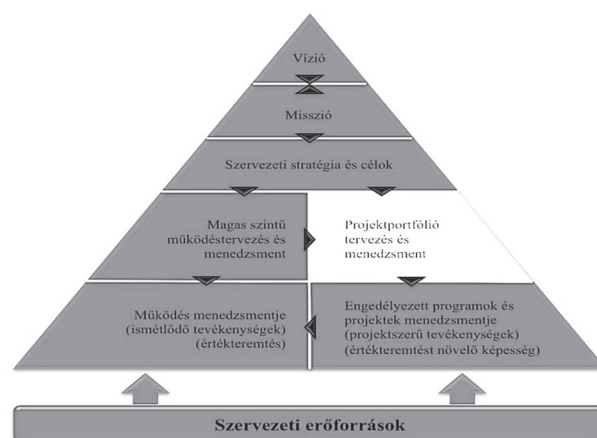 Vízió
Misszió
Szervezeti stratégia és célok
Magas szintű
működéstervezés és
menedzsment
Projektportfólió
tervezés és
menedzsment
Működés menedzsmentje
(ismétlődő tevékenységek)
(értékteremtés)
Engedélyezett programok és
projektek menedzsmentje
(projektszerű tevékenységek)
(értékteremtést növelő képesség)
Szervezeti erőforrások